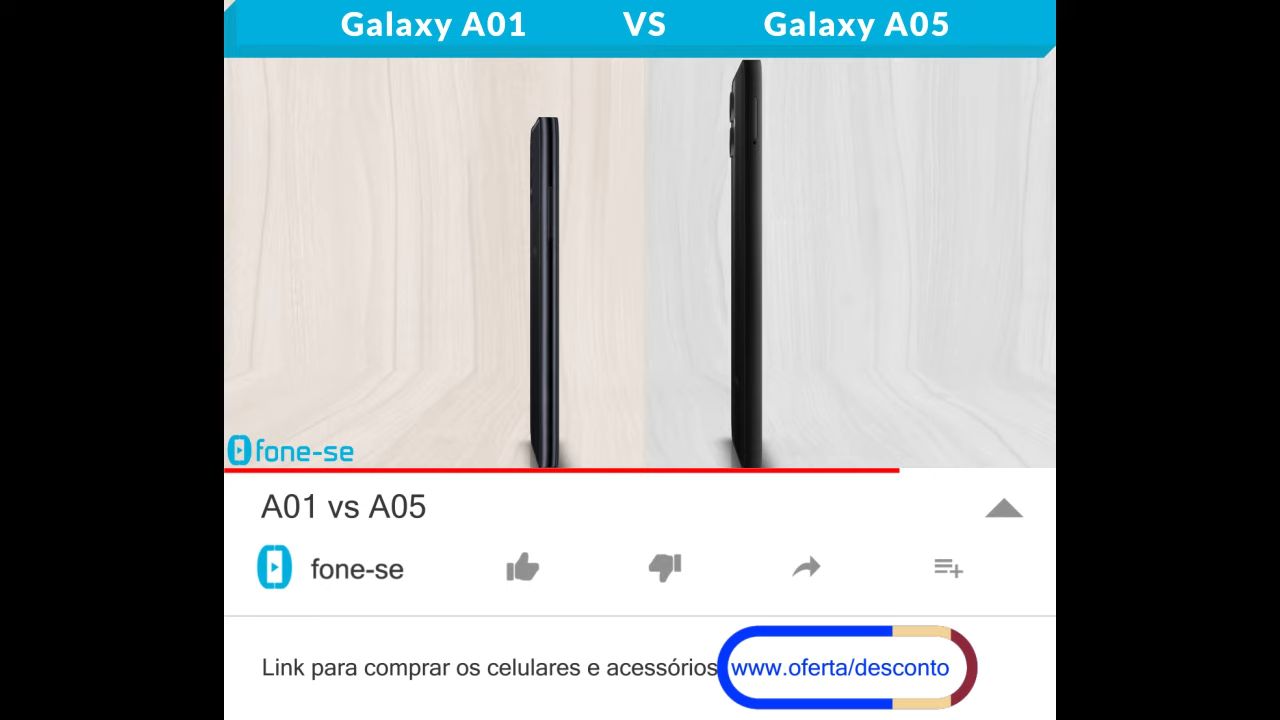 Galaxy A01 VS Galaxy A05
fone-se
A01 vs A05
fone-se
Link para comprar os celulares e acessórios www.oferta/desconto